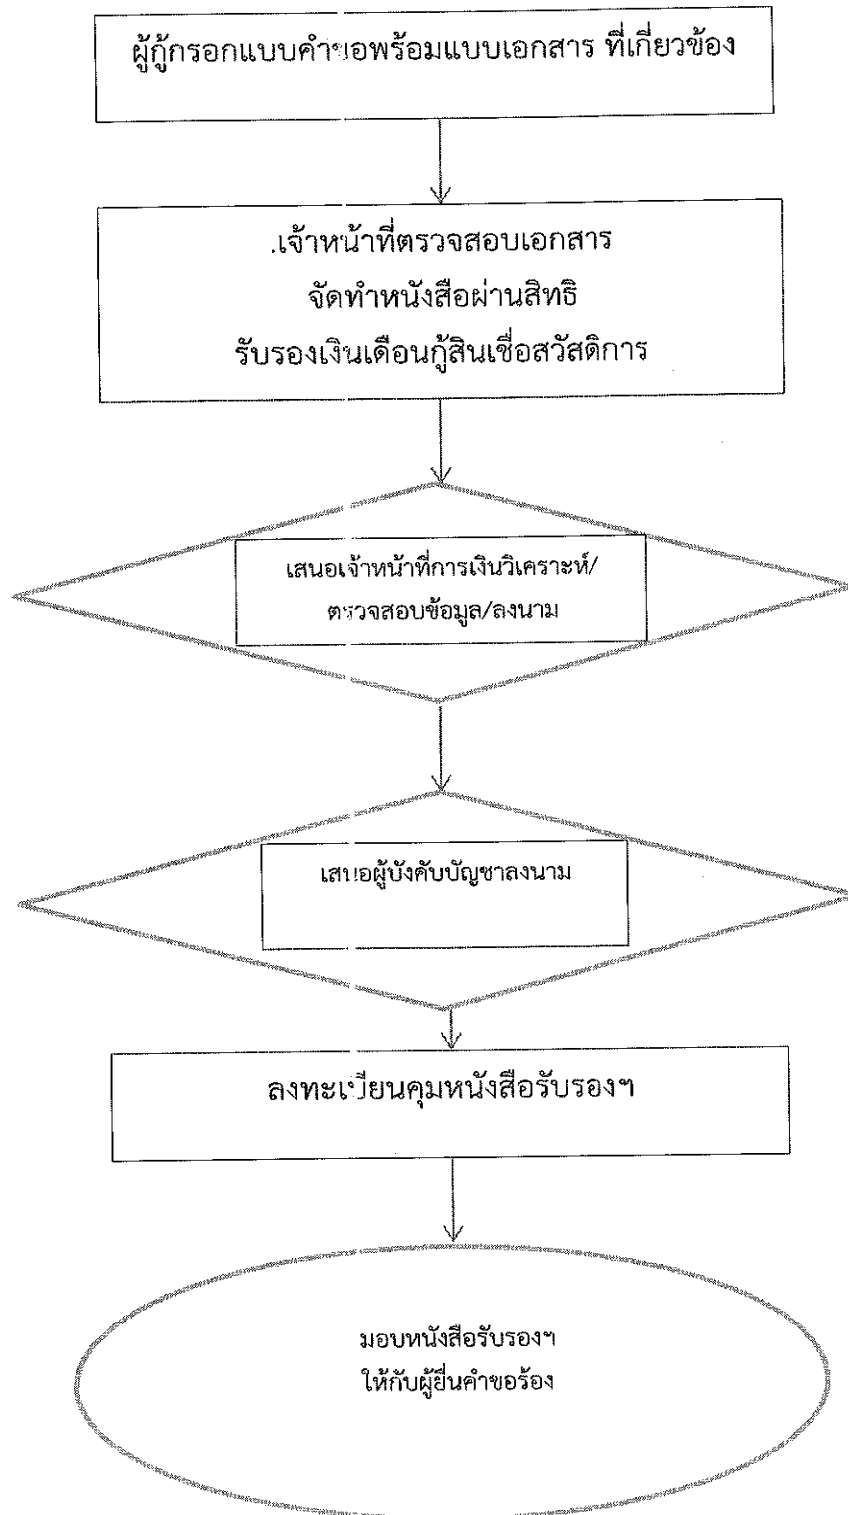 ผู้กู้กรอกแบบคำขอพร้อมแบบเอกสาร ที่เกี่ยวข้อง
.เจ้าหน้าที่ตรวจสอบเอกสาร
จัดทำหนังสือผ่านสิทธิ
รับรองเงินเดือนกู้สินเชื่อสวัสดิการ
เสนอเจ้าหน้าที่การเงินวิเคราะห์/
ตรวจสอบข้อมูล/ลงนาม
เสนอผู้บังคับบัญชาลงนาม
ลงทะเบียนคุมหนังสือรับรองฯ
มอบหนังสือรับรองฯ
ให้กับผู้ยื่นคำขอร้อง